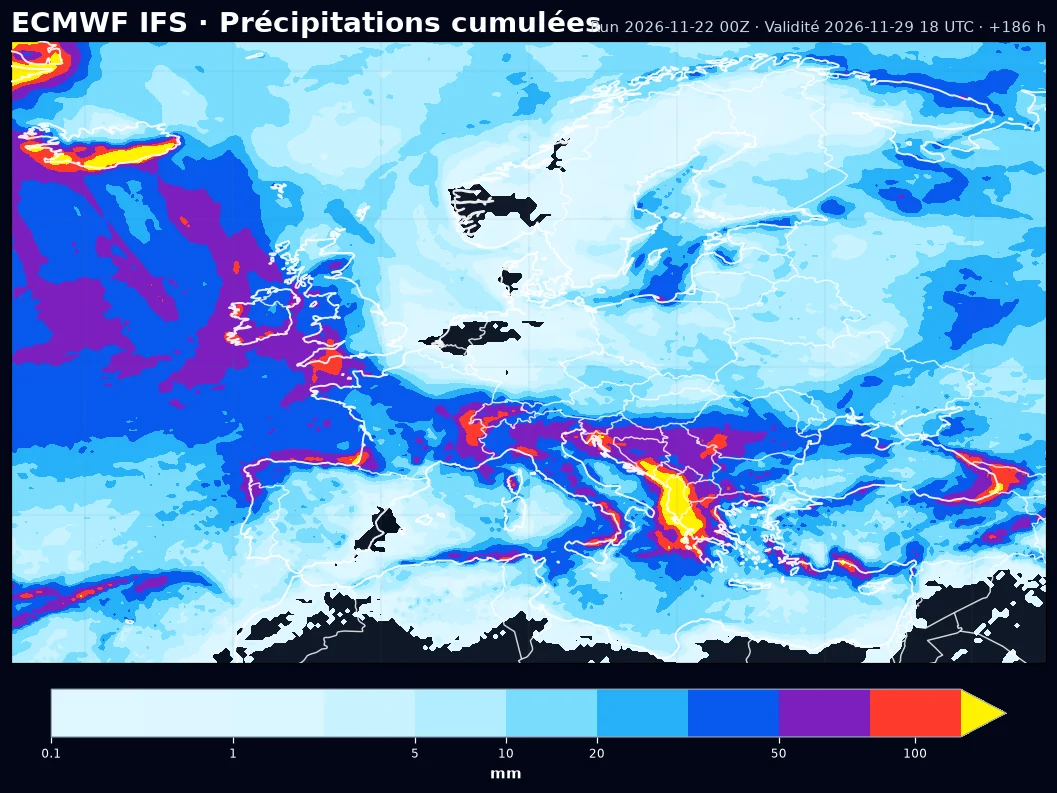 ECMWF IFS · Précipitations cumulées
Run 2026-11-22 00Z · Validité 2026-11-29 18 UTC · +186 h
0.1 1 5 10 20 50 100
mm